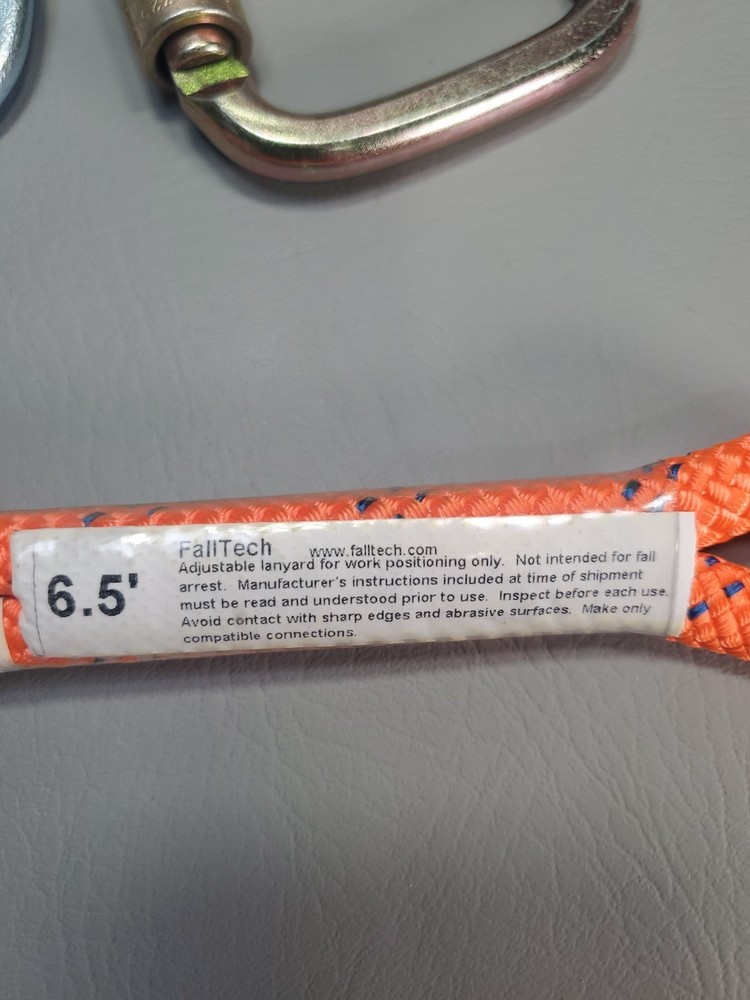 6.5'
FallTech www.falltech.com
Adjustable lanyard for work positioning only. Not intended for fall
arrest. Manufacturer's instructions included at time of shipment
must be read and understood prior to use. Inspect before each use.
Avoid contact with sharp edges and abrasive surfaces. Make only
compatible connections.